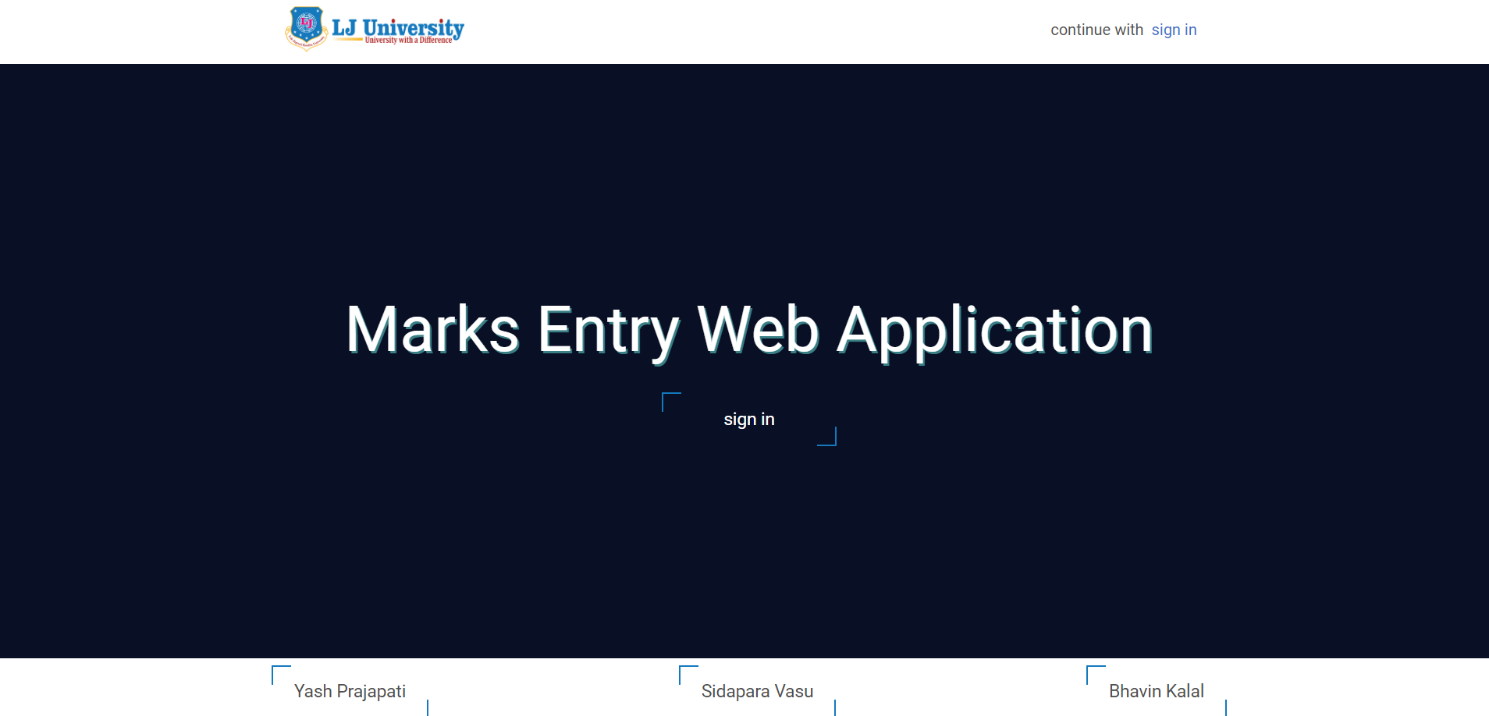 LJ University
University with a Difference
continue with sign in
Marks Entry Web Application
sign in
Yash Prajapati
Sidapara Vasu
Bhavin Kalal